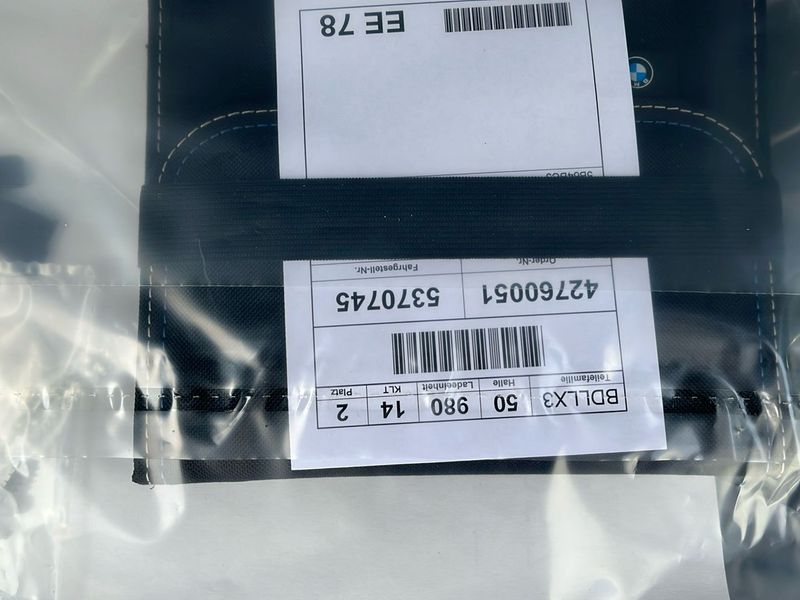 BDLLX3 50 980 14 2
Teilefamilie Halle Ladeeinheit KLT Platz
42760051 5370745
Order-Nr. Fahrgestell-Nr.
EE 78